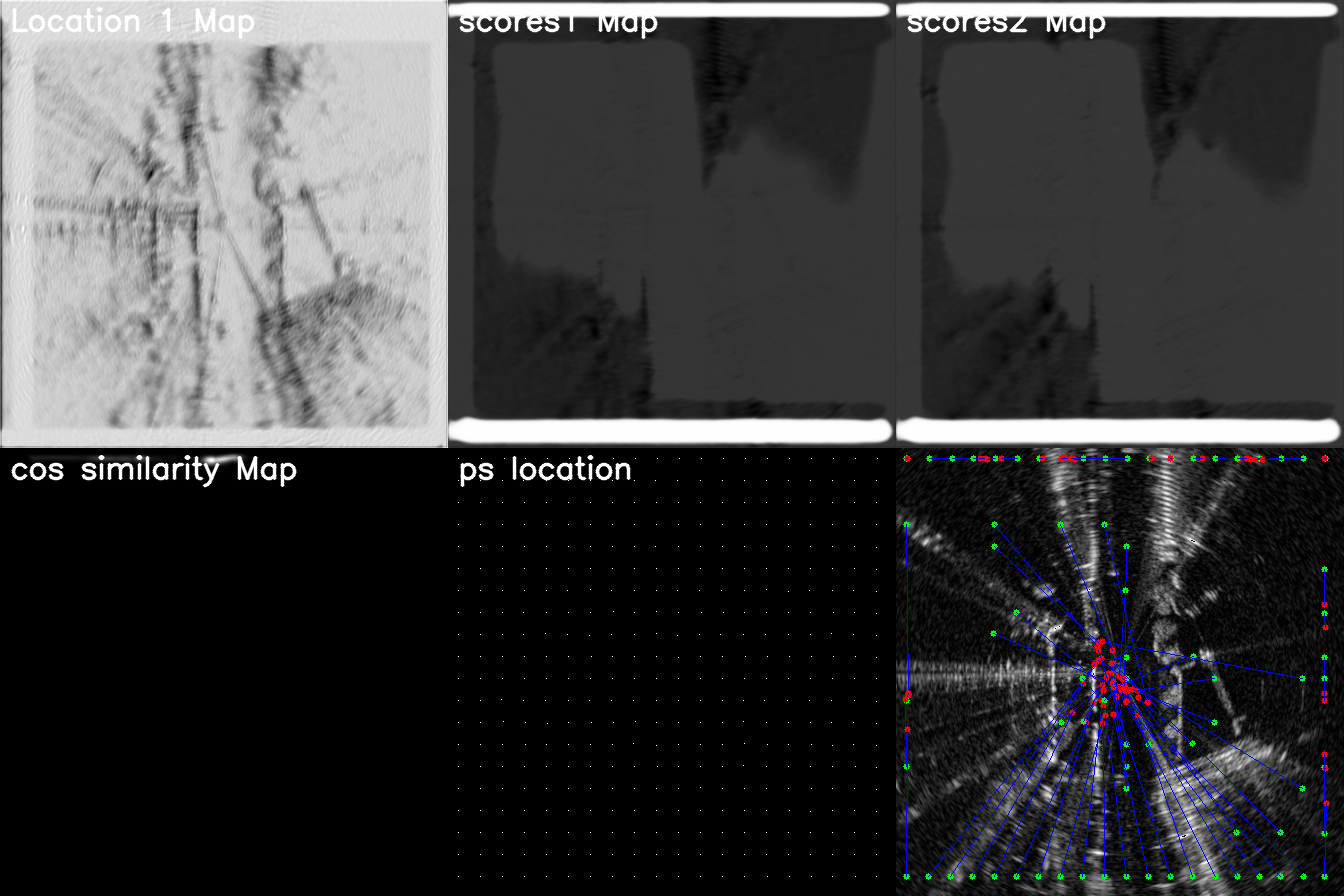 Location 1 Map
scores1 Map
scores2 Map
cos similarity Map
ps location